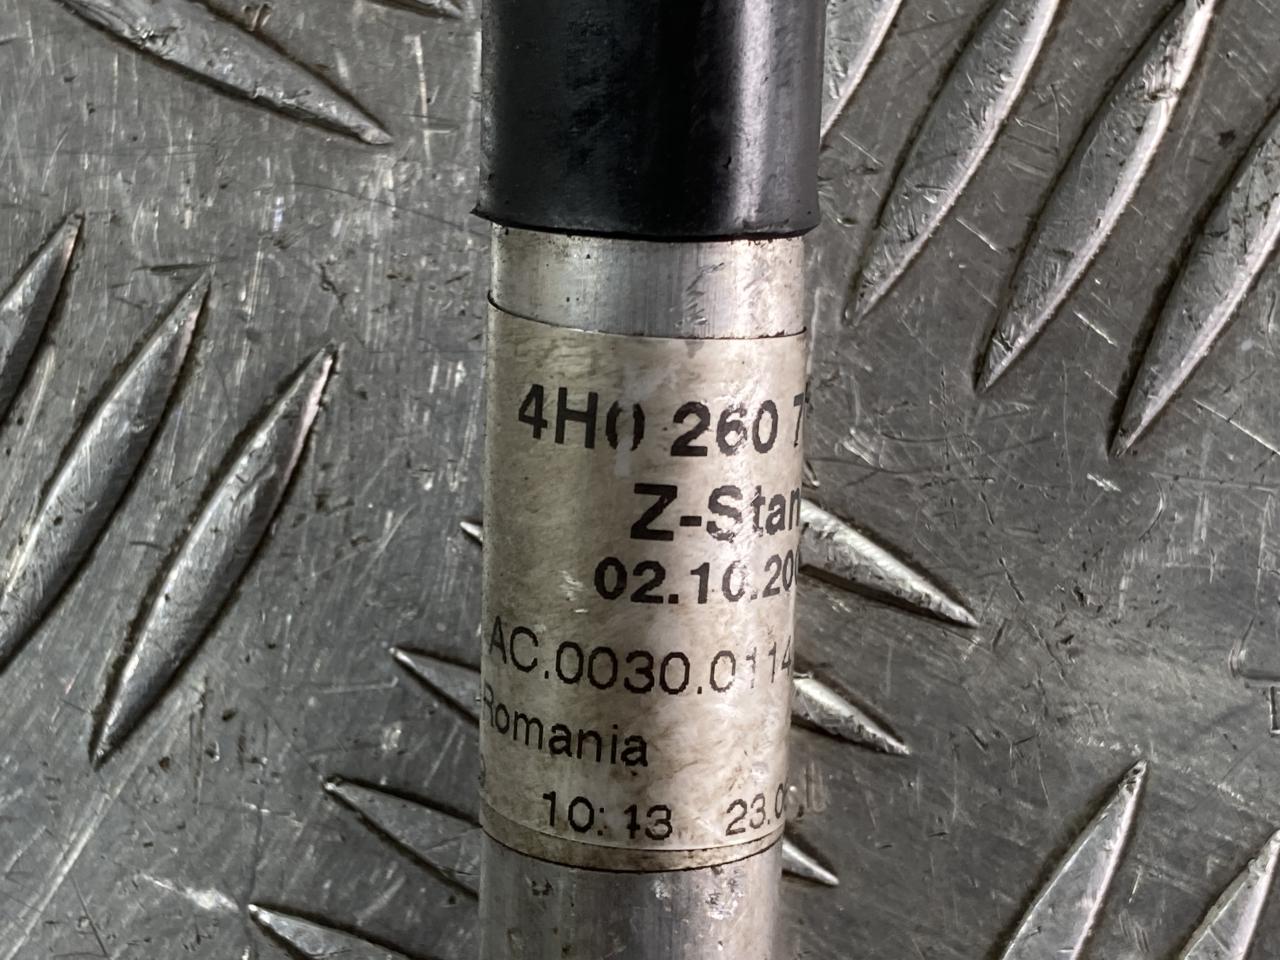 4H0 260 7
Z-Stan
02.10.20
AC.0030.0114
Romania
10:13 23.0